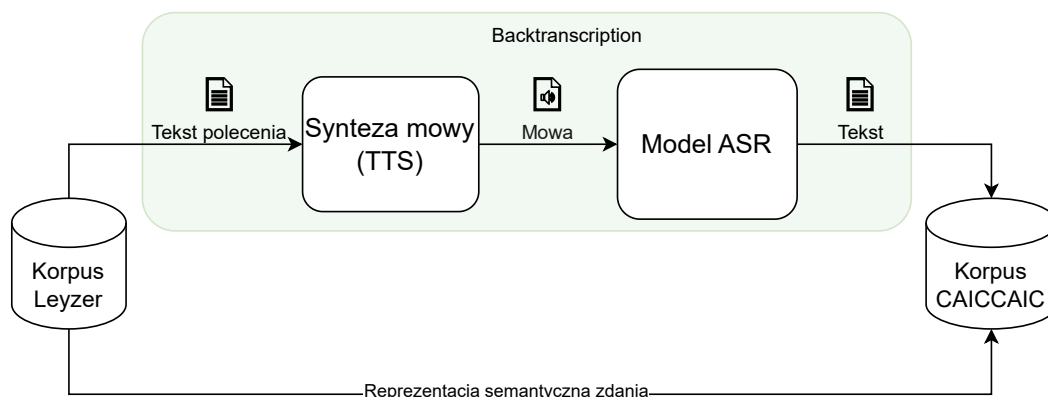 Backtranscription
Tekst polecenia
Synteza mowy
(TTS)
Mowa
Model ASR
Tekst
Korpus
Leyzer
Korpus
CAICCAIC
Reprezentacja semantyczna zdania